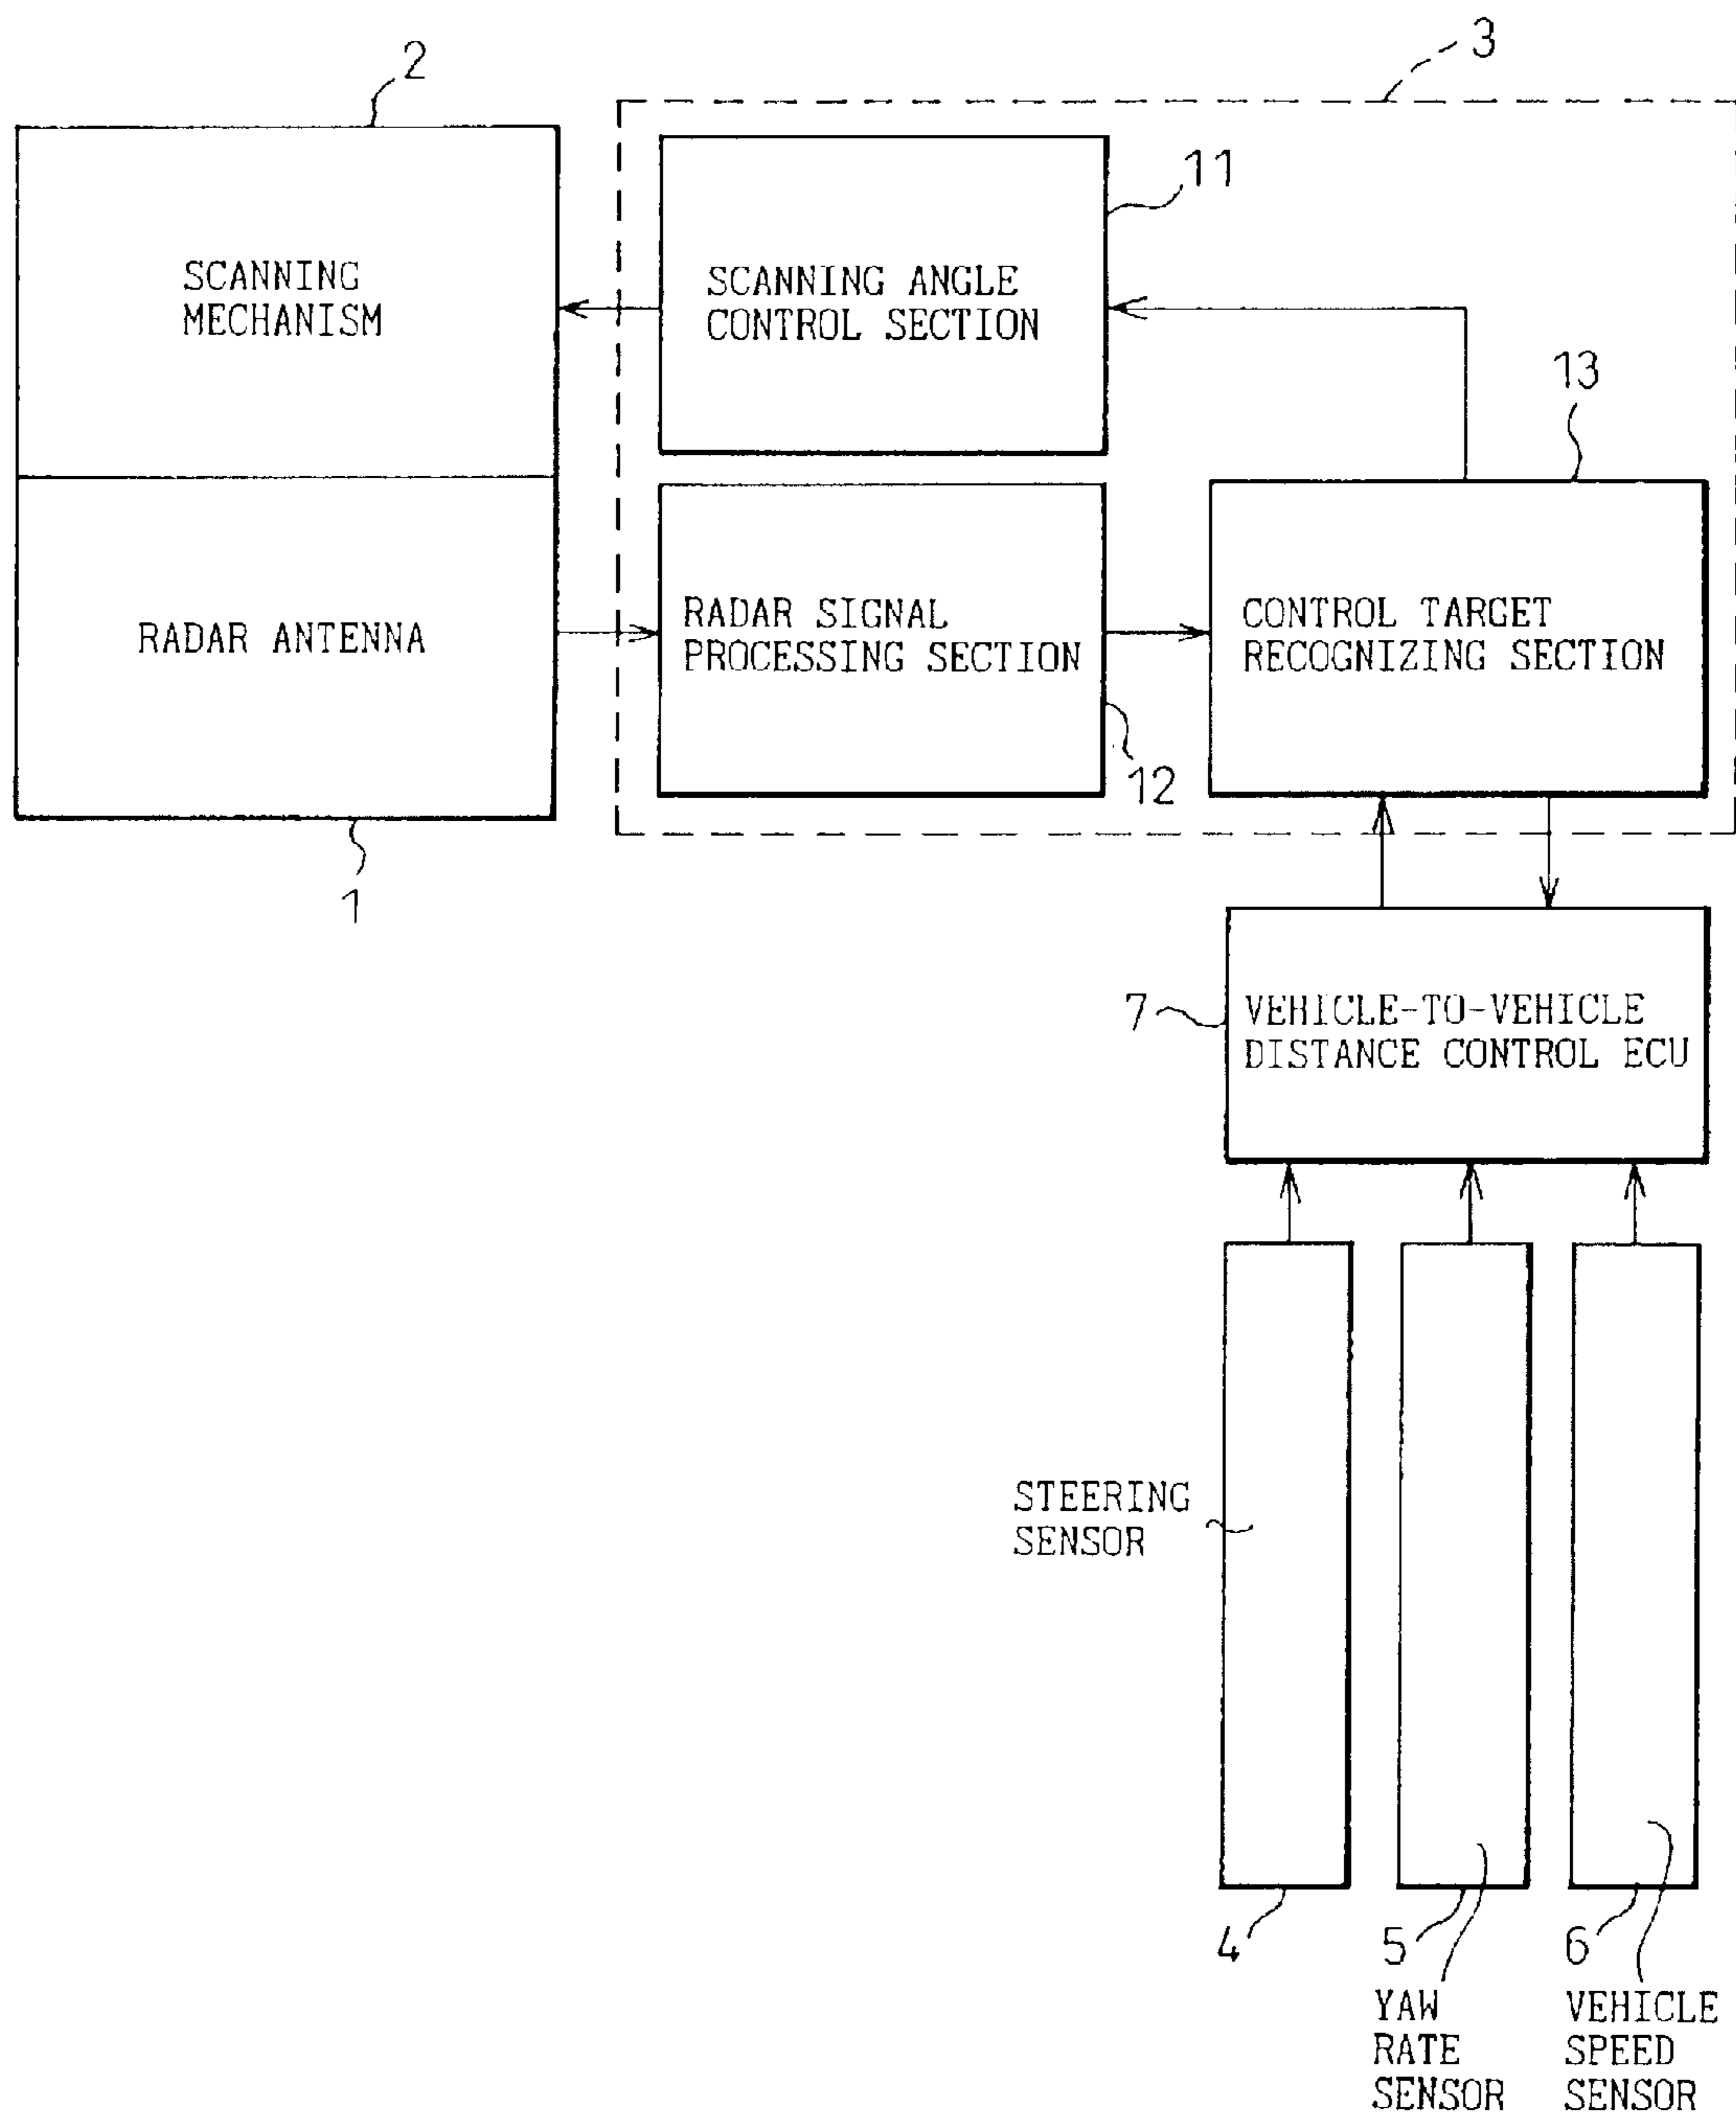 2
3
11
SCANNING
MECHANISM
SCANNING ANGLE
CONTROL SECTION
13
RADAR ANTENNA
RADAR SIGNAL
PROCESSING SECTION
CONTROL TARGET
RECOGNIZING SECTION
12
1
7
VEHICLE-TO-VEHICLE
DISTANCE CONTROL ECU
STEERING
SENSOR
4
5
6
YAW
RATE
SENSOR
VEHICLE
SPEED
SENSOR